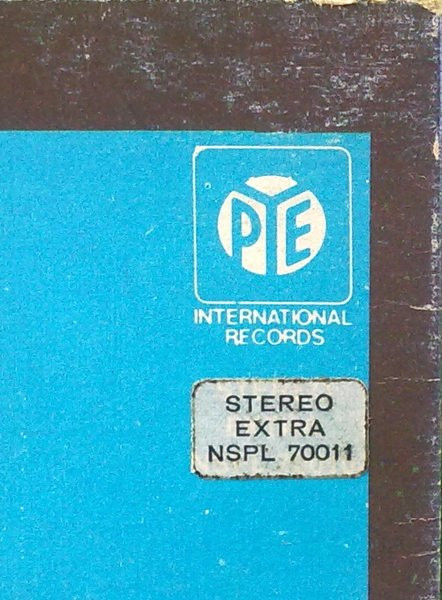 PYE
INTERNATIONAL
RECORDS
STEREO
EXTRA
NSPL 70011